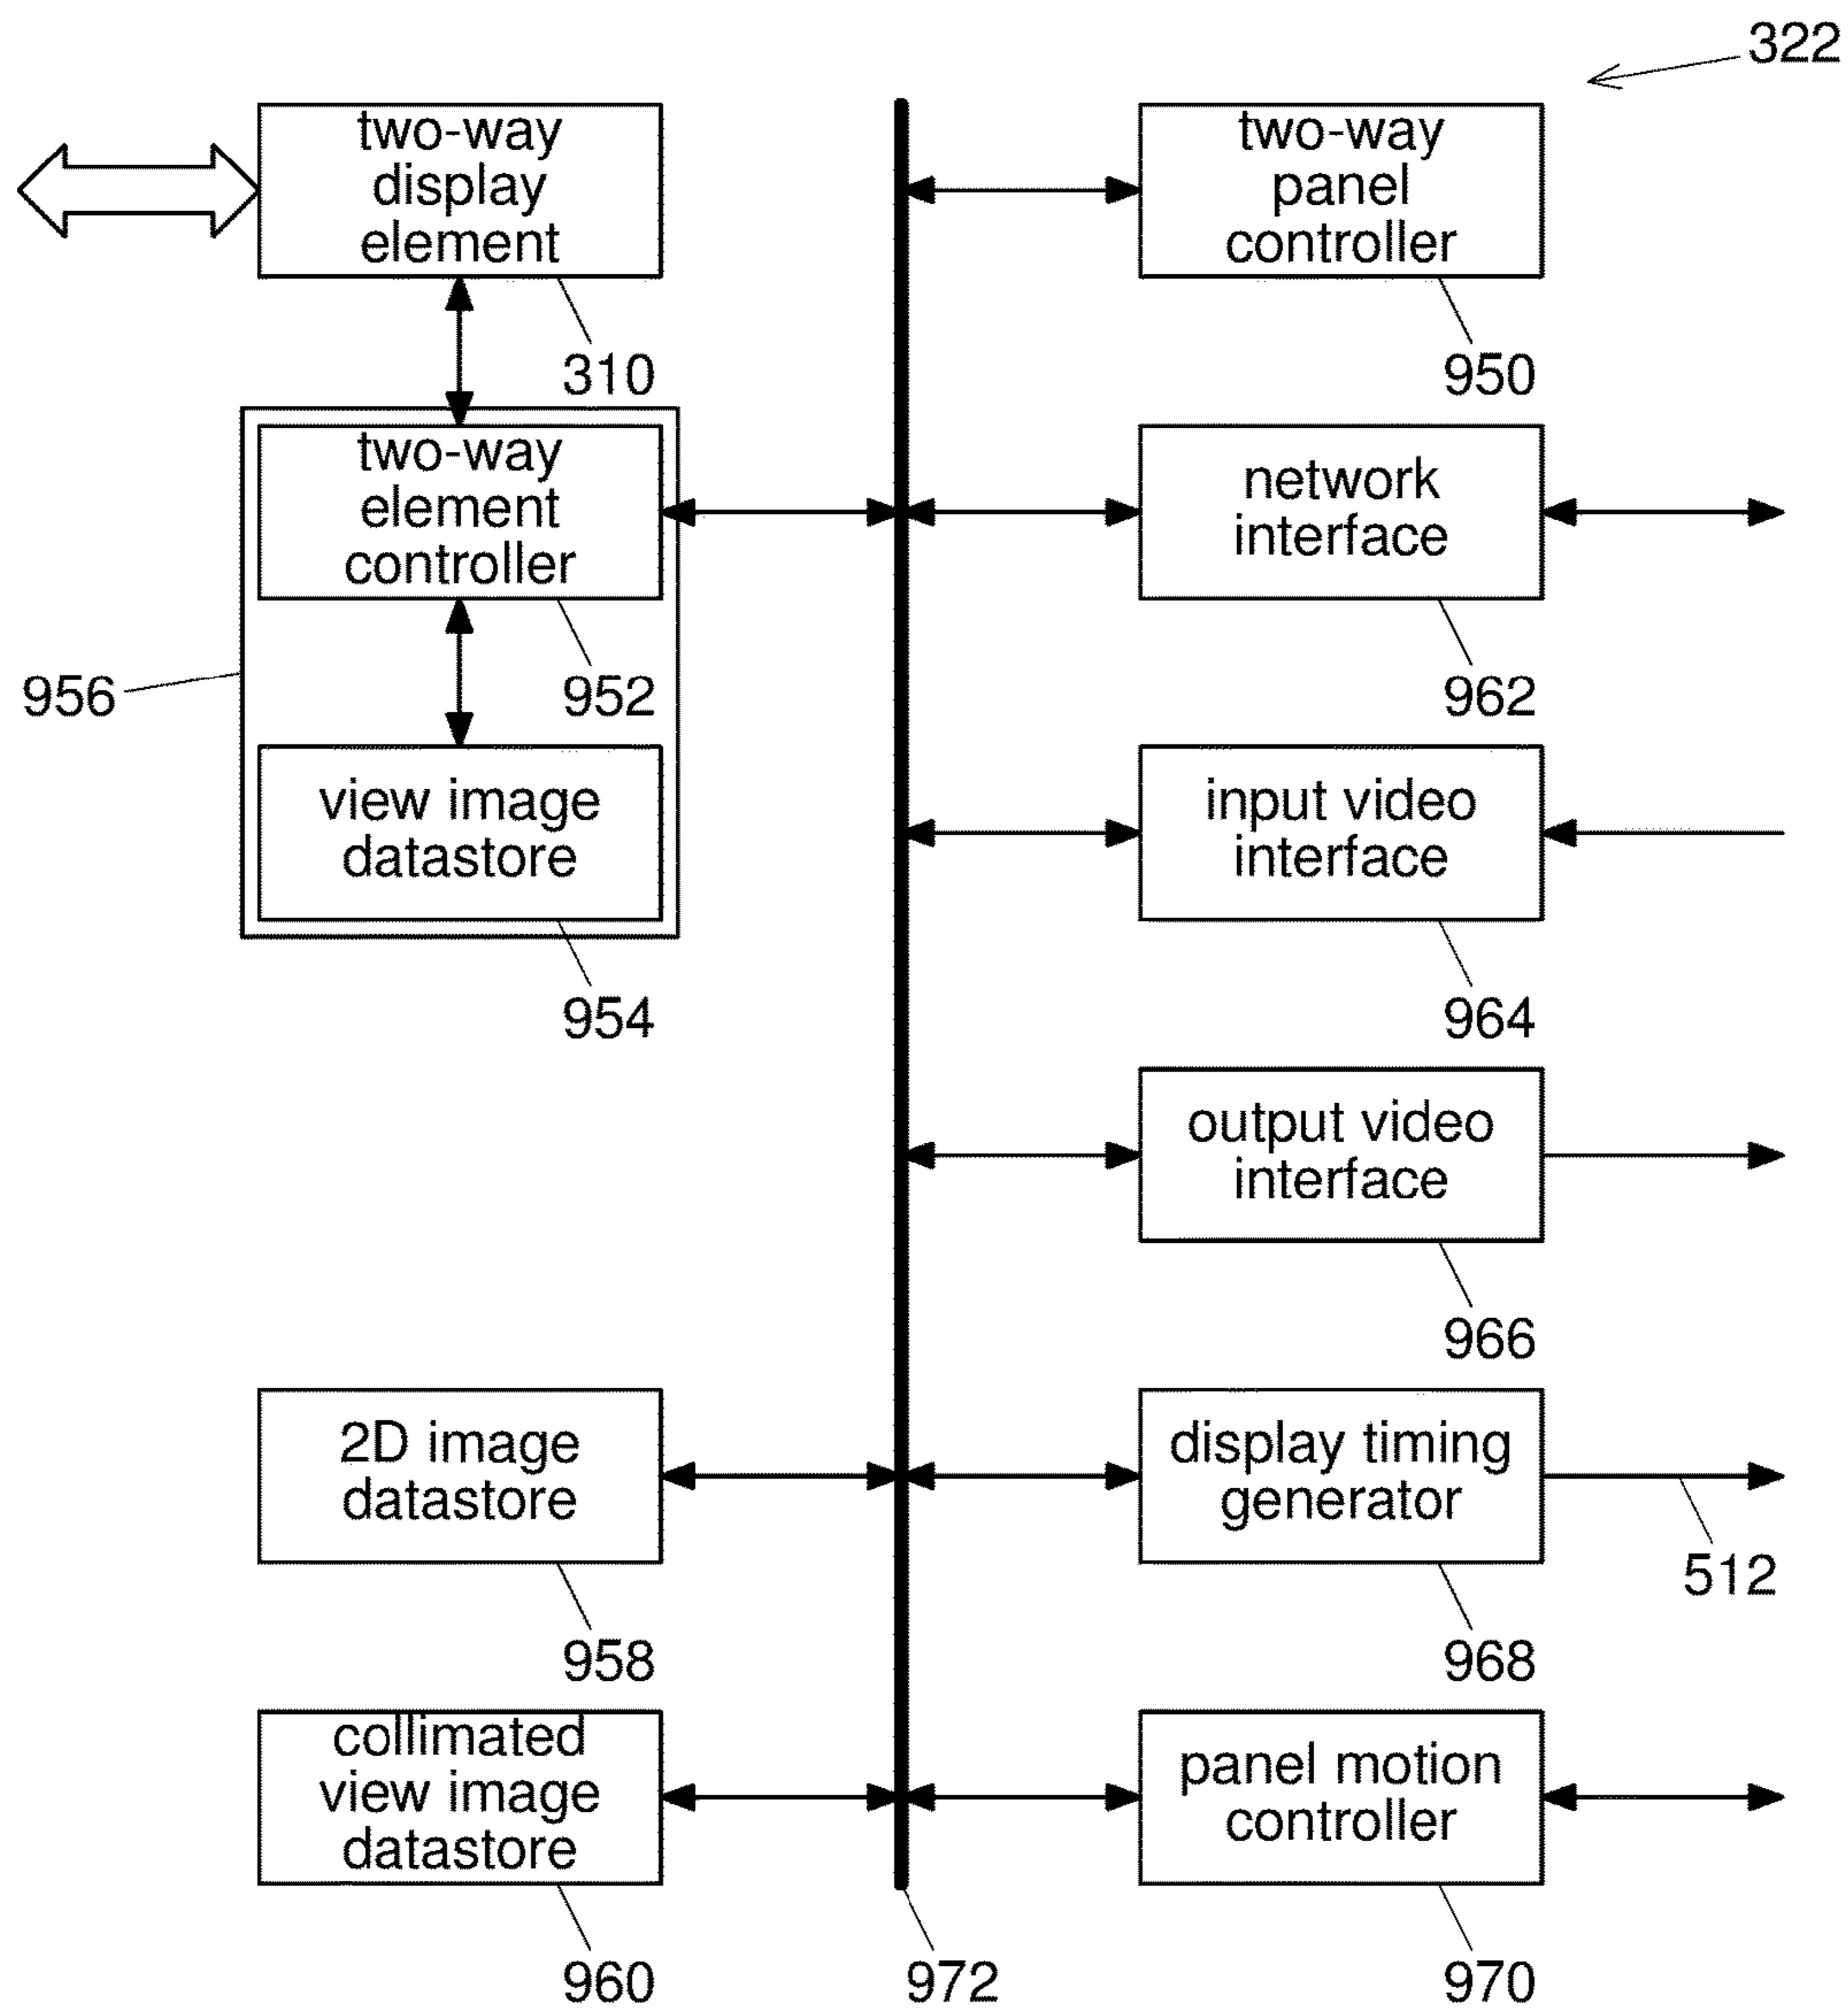 322
two-way
display
element
310
two-way
panel
controller
950
two-way
element
controller
952
956
view image
datastore
954
network
interface
962
input video
interface
964
output video
interface
966
2D image
datastore
958
display timing
generator
512
968
collimated
view image
datastore
960
panel motion
controller
970
972